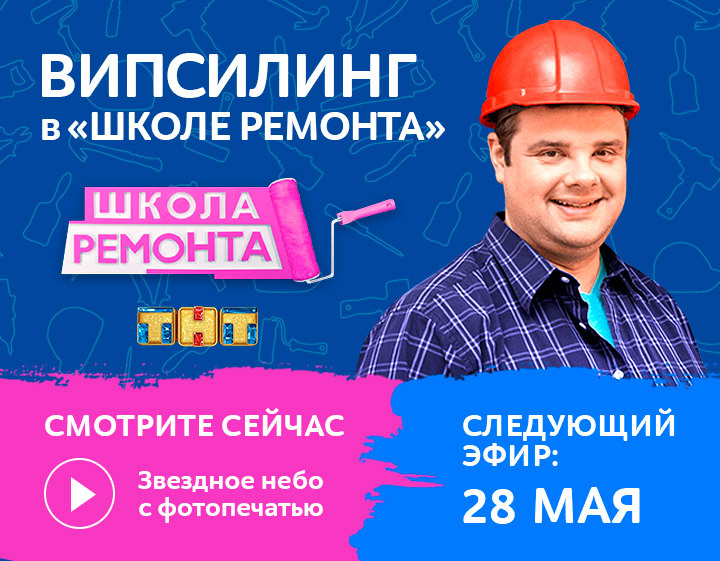 ВИПСИЛИНГ
в «ШКОЛЕ РЕМОНТА»
ШКОЛА
РЕМОНТА
ТНТ
СМОТРИТЕ СЕЙЧАС
Звездное небо
с фотопечатью
СЛЕДУЮЩИЙ
ЭФИР:
28 МАЯ